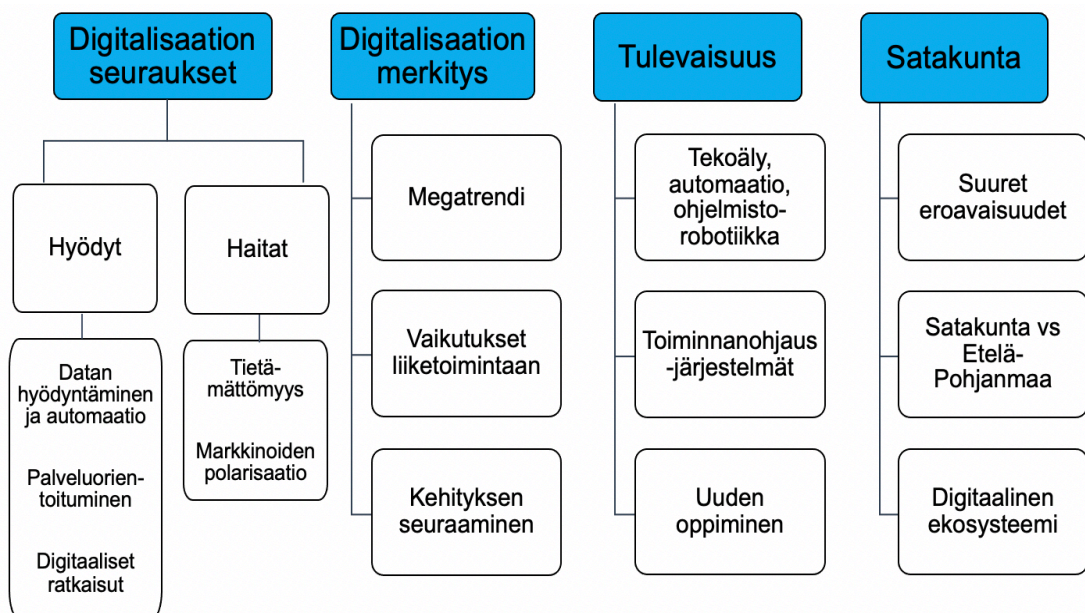 Digitalisaation
seuraukset
Hyödyt
Datan
hyödyntäminen
ja automaatio
Palveluorien-
toituminen
Digitaaliset
ratkaisut
Haitat
Tietä-
mättömyys
Markkinoiden
polarisaatio
Digitalisaation
merkitys
Megatrendi
Vaikutukset
liiketoimintaan
Kehityksen
seuraaminen
Tulevaisuus
Tekoäly,
automaatio,
ohjelmisto-
robotiikka
Toiminnanohjaus
-järjestelmät
Uuden
oppiminen
Satakunta
Suuret
eroavaisuudet
Satakunta vs
Etelä-
Pohjanmaa
Digitaalinen
ekosysteemi